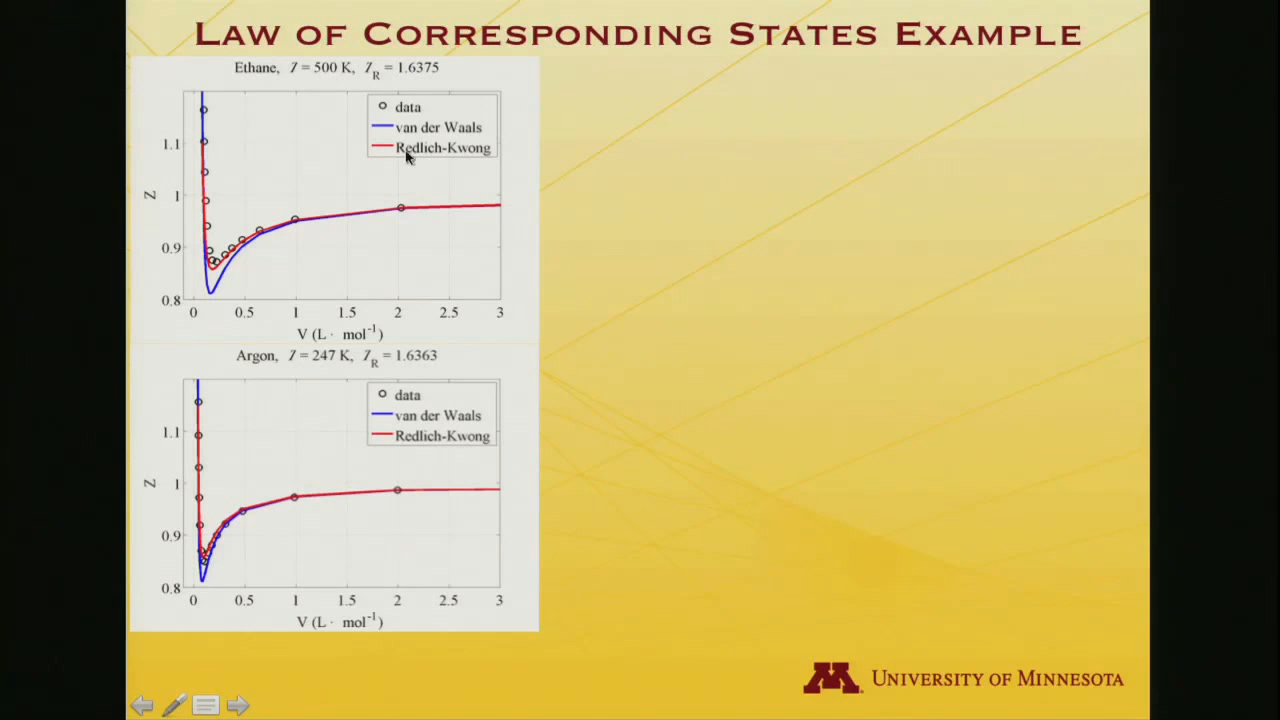 LAW OF CORRESPONDING STATES EXAMPLE
Ethane, T = 500 K, T_R = 1.6375
data
van der Waals
Redlich-Kwong
1.1
1
0.9
0.8
Z
0 0.5 1 1.5 2 2.5 3
V (L · mol⁻¹)
Argon, T = 247 K, T_R = 1.6363
data
van der Waals
Redlich-Kwong
1.1
1
0.9
0.8
Z
0 0.5 1 1.5 2 2.5 3
V (L · mol⁻¹)
M
UNIVERSITY OF MINNESOTA